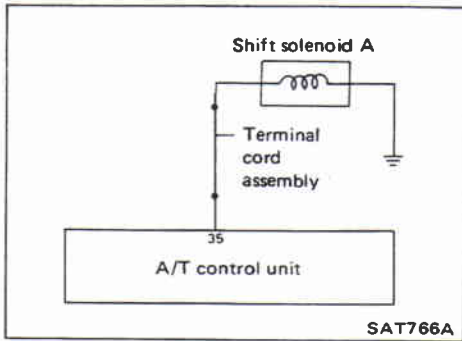 Shift solenoid A
Terminal
cord
assembly
35
A/T control unit
SAT766A